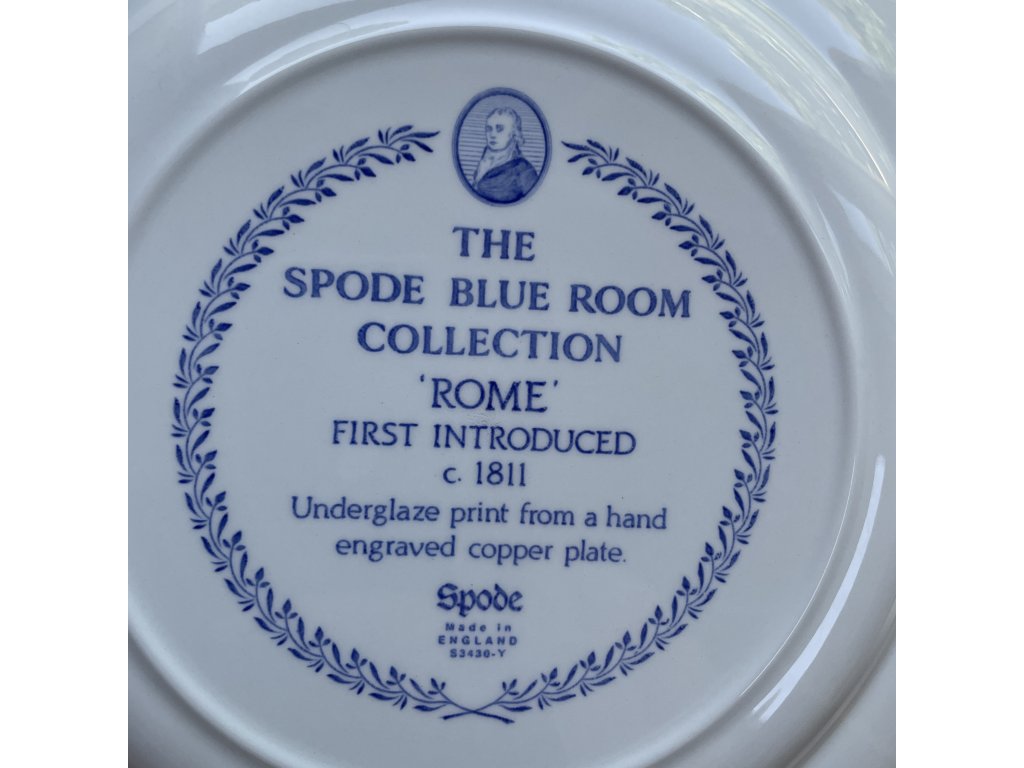 THE
SPODE BLUE ROOM
COLLECTION
'ROME'
FIRST INTRODUCED
c. 1811
Underglaze print from a hand
engraved copper plate.
Spode
Made in
ENGLAND
S3430-Y